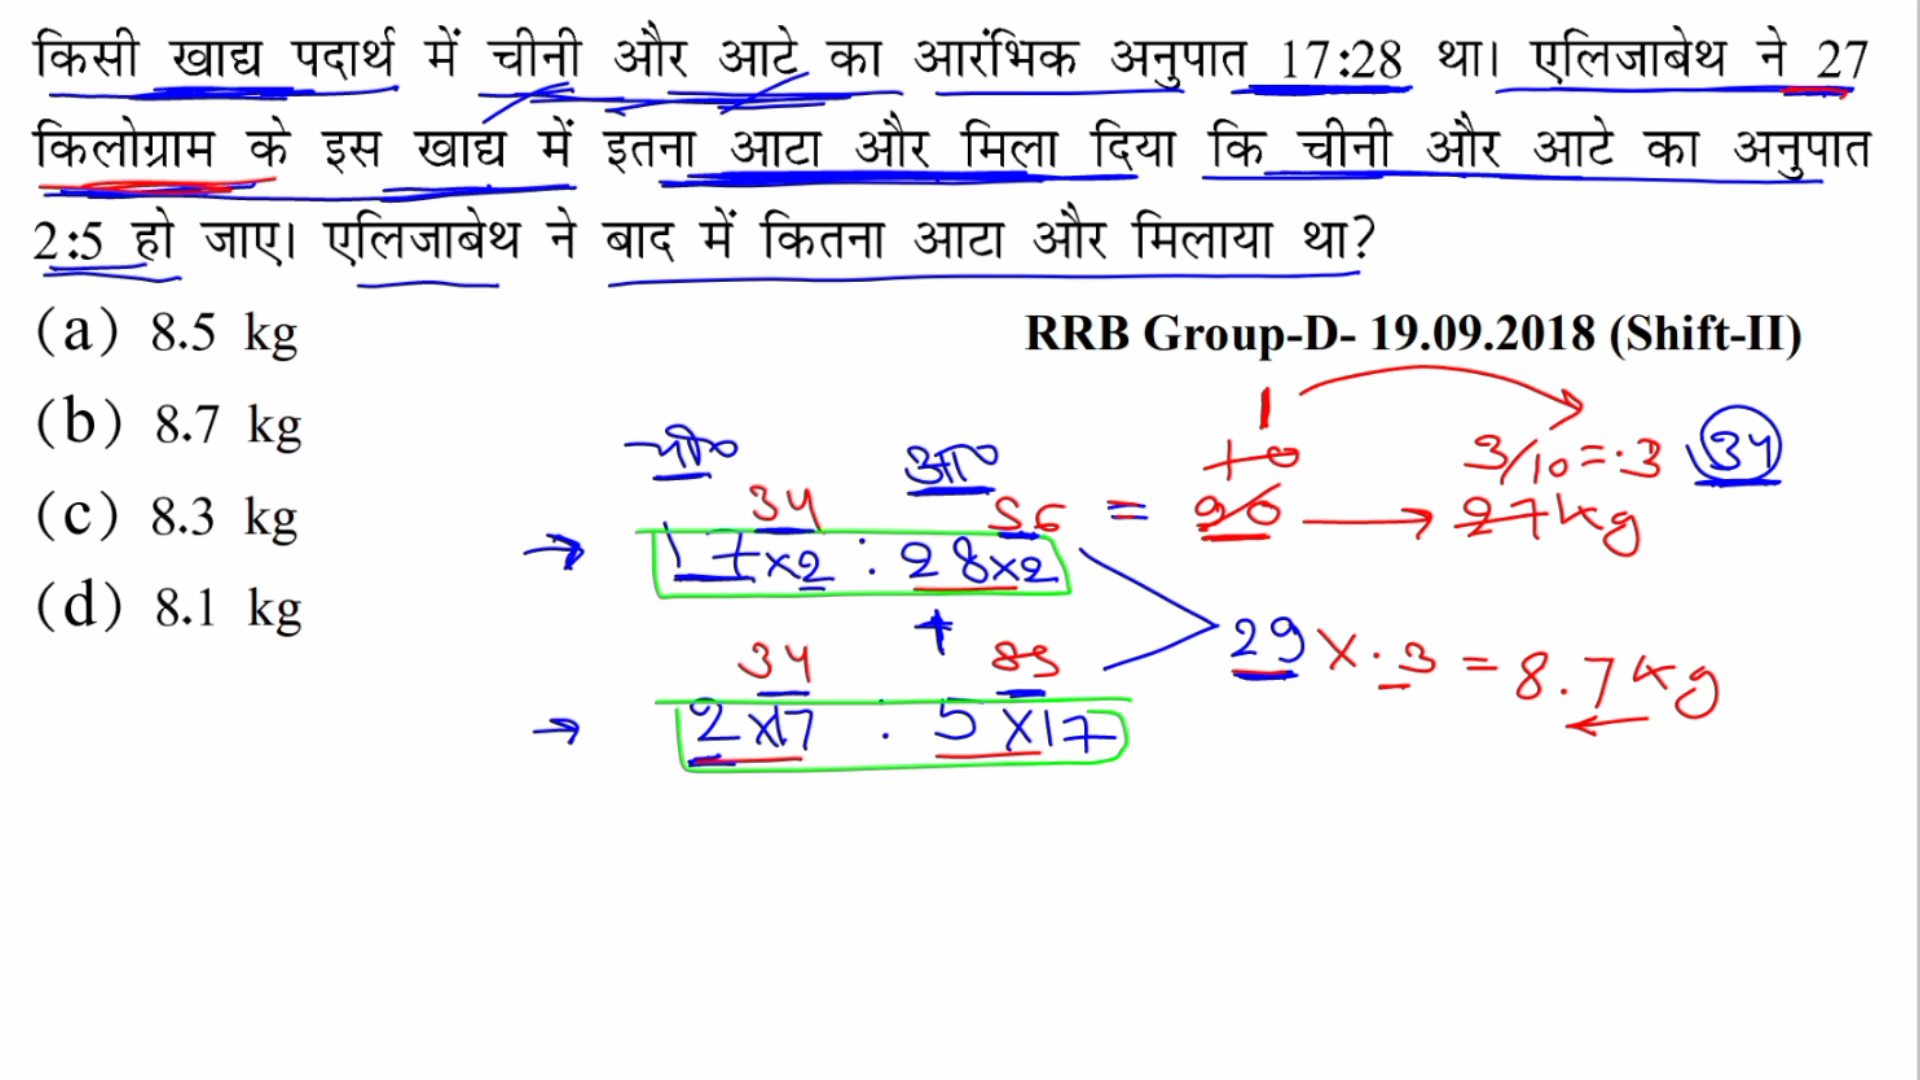 किसी खाद्य पदार्थ में चीनी और आटे का आरंभिक अनुपात 17:28 था। एलिजाबेथ ने 27
किलोग्राम के इस खाद्य में इतना आटा और मिला दिया कि चीनी और आटे का अनुपात
2:5 हो जाए। एलिजाबेथ ने बाद में कितना आटा और मिलाया था?
(a) 8.5 kg
RRB Group-D- 19.09.2018 (Shift-II)
(b) 8.7 kg
(c) 8.3 kg
(d) 8.1 kg
1
ची० आ० 10 3/10=.3 34
34 56 = 90 → 27kg
→ 17×2 : 28×2
+
34 85 29 × .3 = 8.7kg
→ 2×17 : 5×17